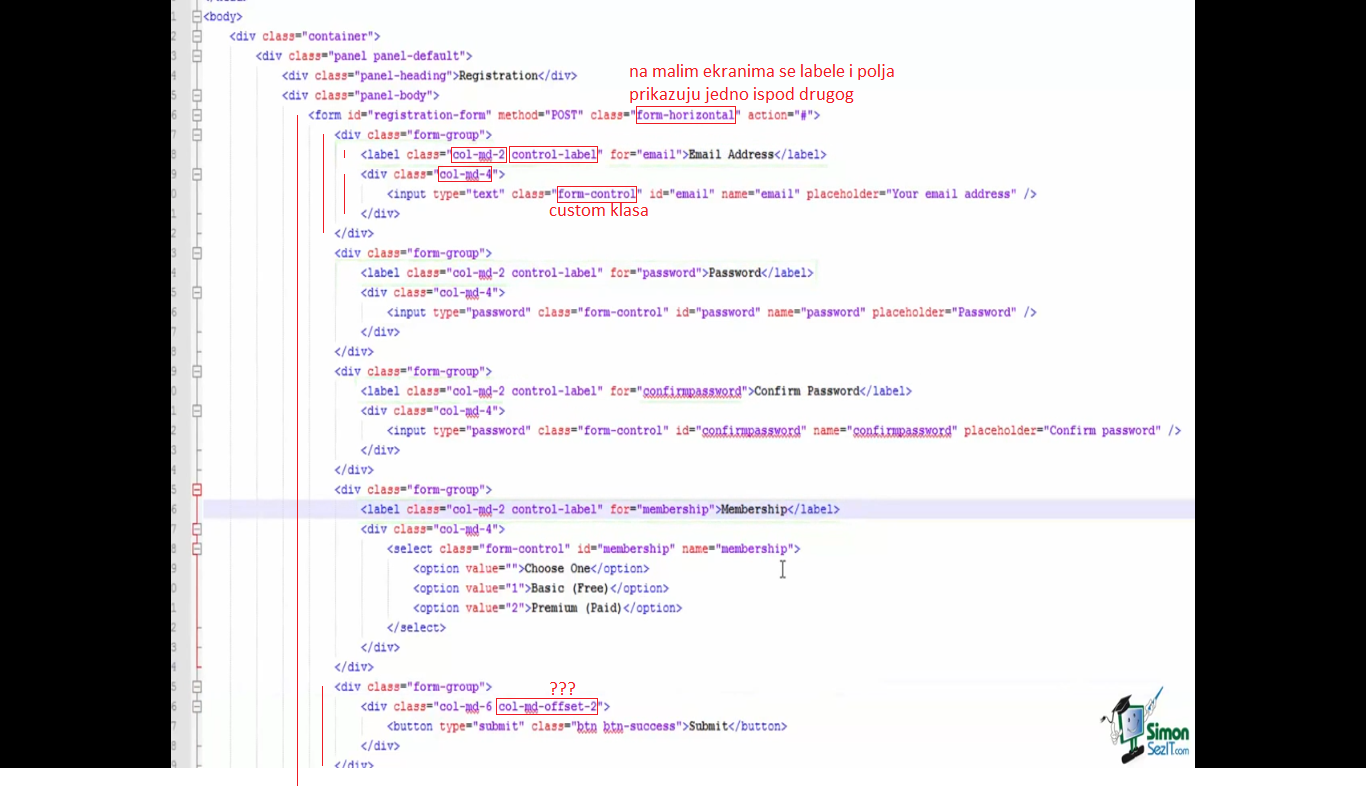 <body>
<div class="container">
<div class="panel panel-default">
<div class="panel-heading">Registration</div>
<div class="panel-body">
na malim ekranima se labele i polja
prikazuju jedno ispod drugog
<form id="registration-form" method="POST" class="form-horizontal" action="#">
<div class="form-group">
<label class="col-md-2 control-label" for="email">Email Address</label>
<div class="col-md-4">
<input type="text" class="form-control" id="email" name="email" placeholder="Your email address" />
custom klasa
</div>
</div>
<div class="form-group">
<label class="col-md-2 control-label" for="password">Password</label>
<div class="col-md-4">
<input type="password" class="form-control" id="password" name="password" placeholder="Password" />
</div>
</div>
<div class="form-group">
<label class="col-md-2 control-label" for="confirmpassword">Confirm Password</label>
<div class="col-md-4">
<input type="password" class="form-control" id="confirmpassword" name="confirmpassword" placeholder="Confirm password" />
</div>
</div>
<div class="form-group">
<label class="col-md-2 control-label" for="membership">Membership</label>
<div class="col-md-4">
<select class="form-control" id="membership" name="membership">
<option value="">Choose One</option>
<option value="1">Basic (Free)</option>
<option value="2">Premium (Paid)</option>
</select>
</div>
</div>
<div class="form-group">
???
<div class="col-md-6 col-md-offset-2">
<button type="submit" class="btn btn-success">Submit</button>
</div>
</div>
Simon
SezIT.com